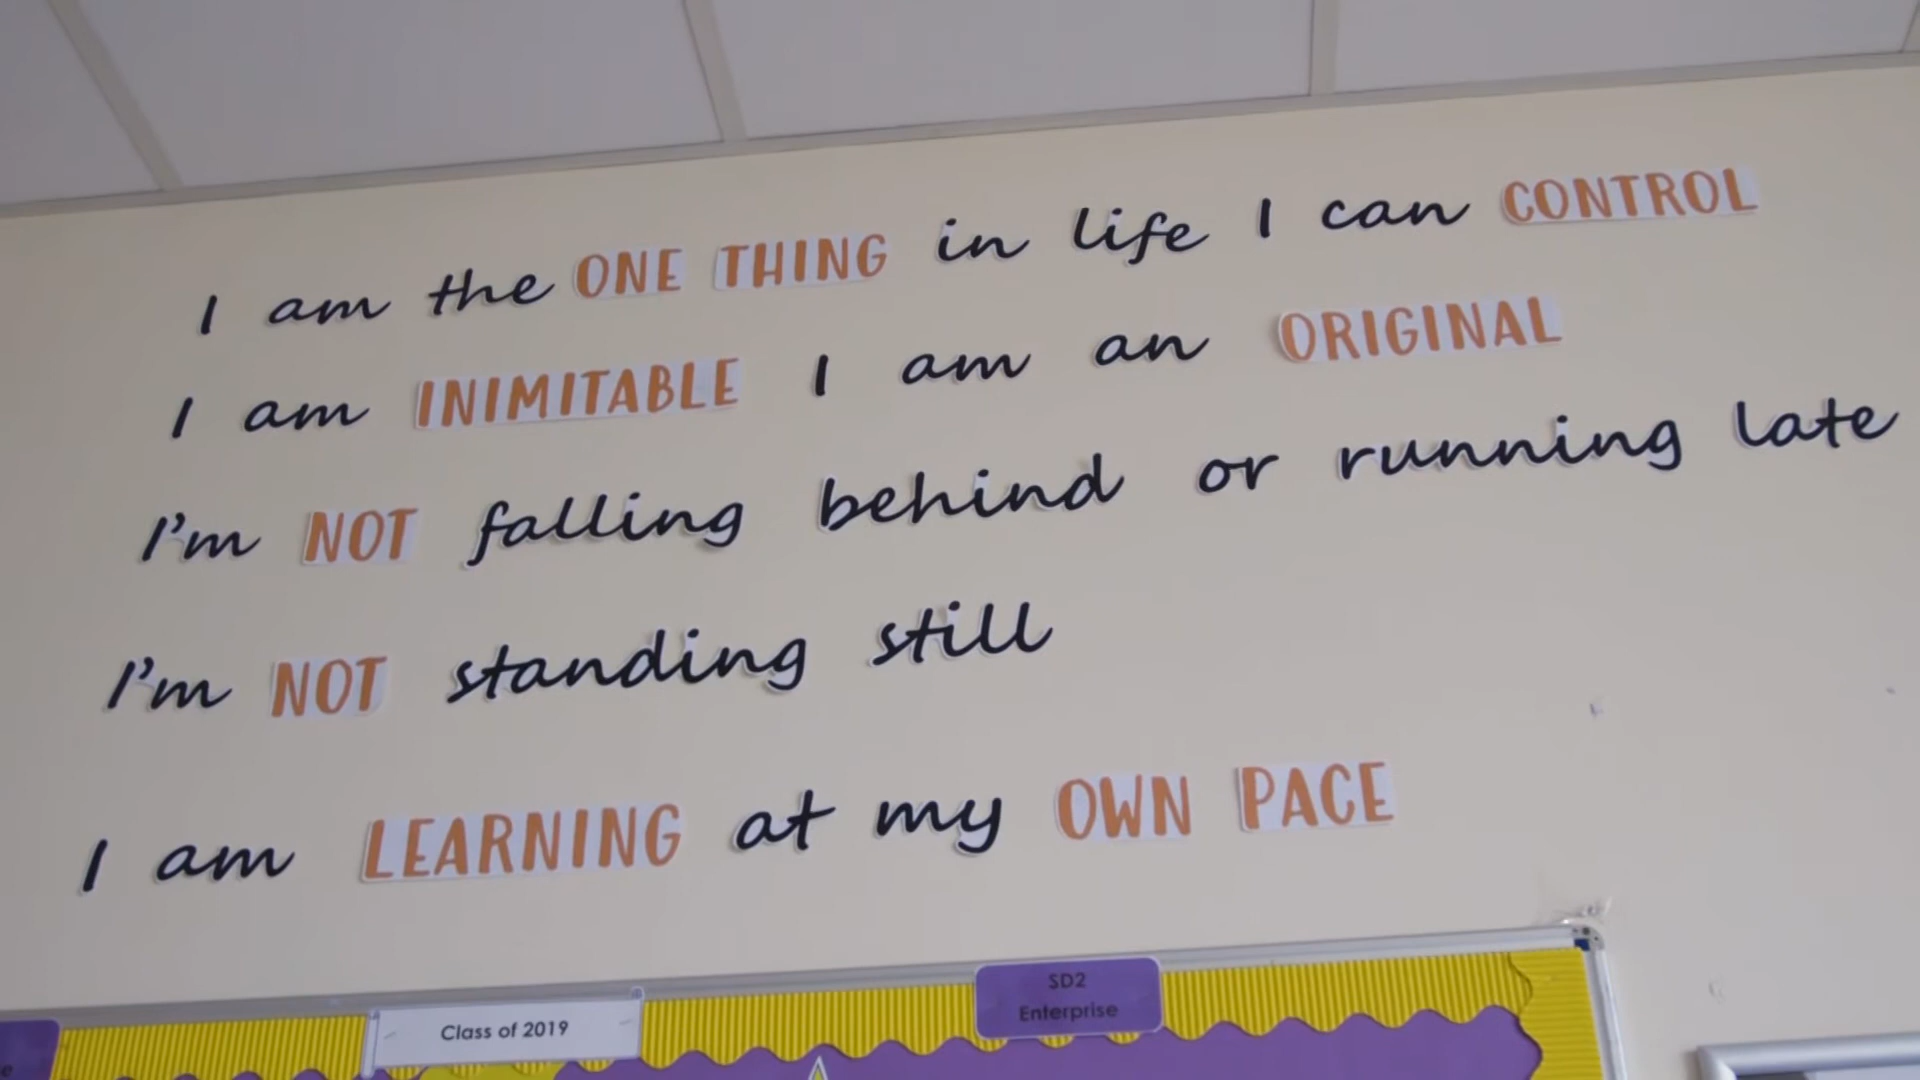 I am the ONE THING in life I can CONTROL
I am INIMITABLE I am an ORIGINAL
I'm NOT falling behind or running late
I'm NOT standing still
I am LEARNING at my OWN PACE
SD2
Enterprise
Class of 2019